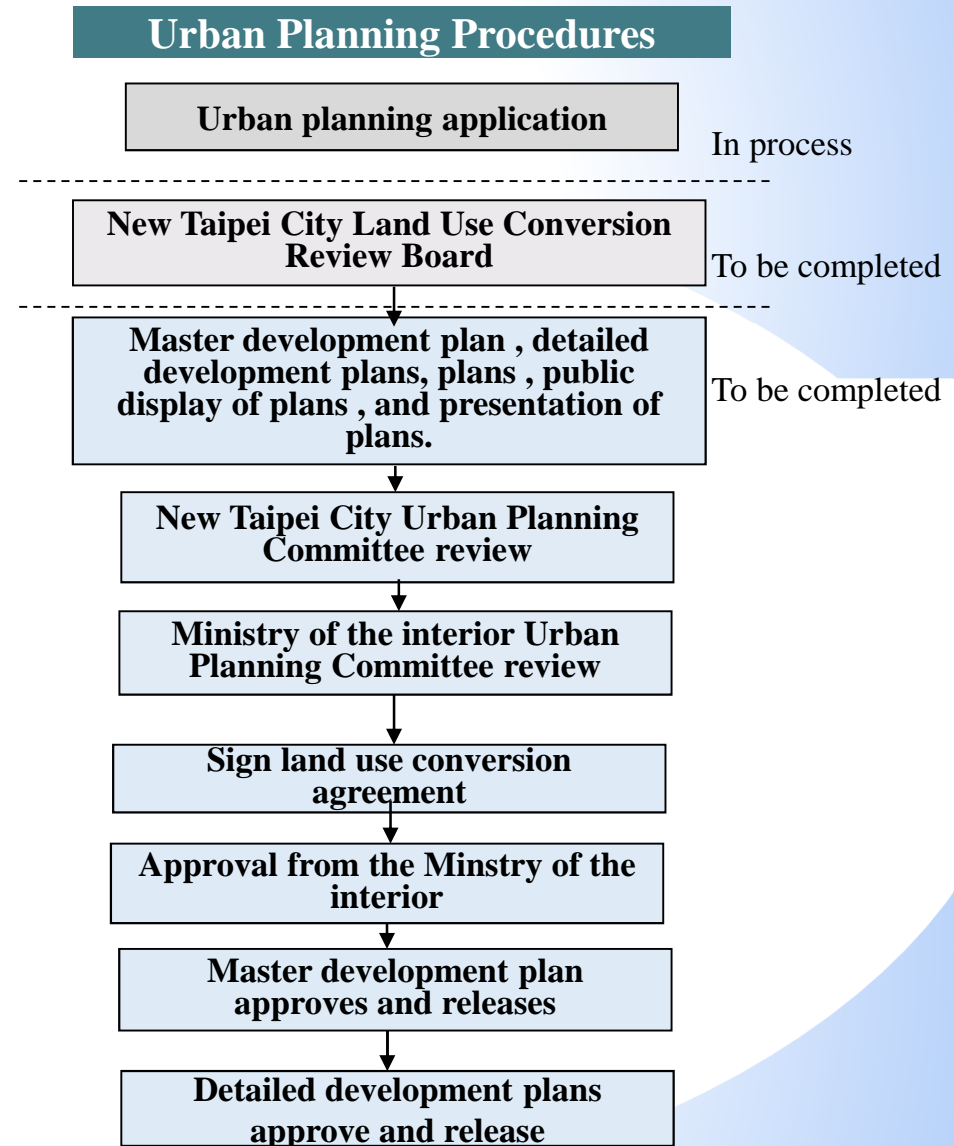 Urban Planning Procedures
Urban planning application
In process
New Taipei City Land Use Conversion
Review Board
To be completed
Master development plan , detailed
development plans, plans , public
display of plans , and presentation of
plans.
To be completed
New Taipei City Urban Planning
Committee review
Ministry of the interior Urban
Planning Committee review
Sign land use conversion
agreement
Approval from the Minstry of the
interior
Master development plan
approves and releases
Detailed development plans
approve and release